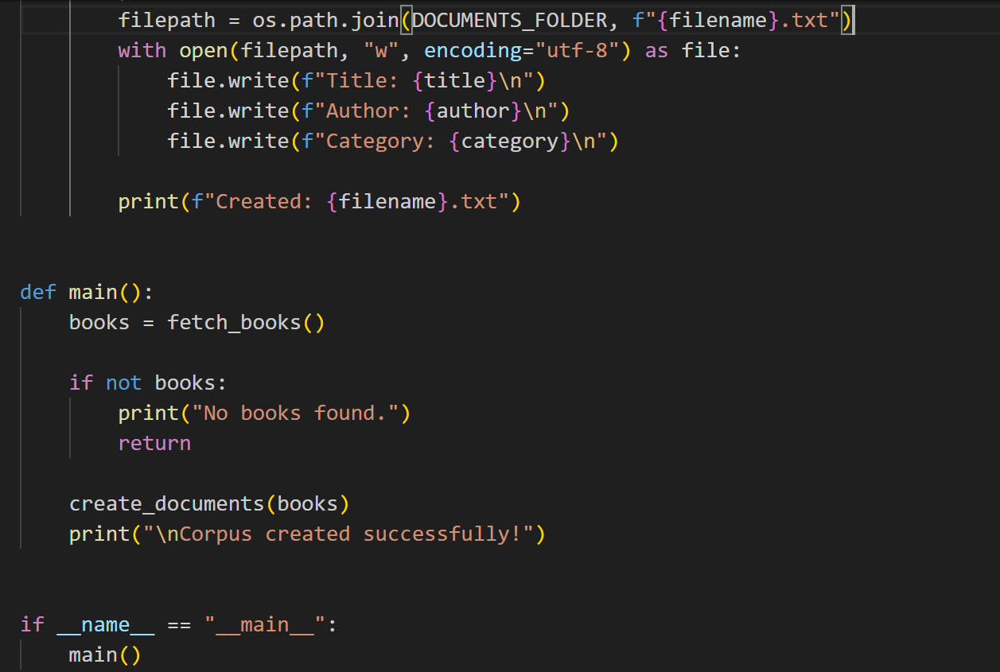 filepath = os.path.join(DOCUMENTS_FOLDER, f"{filename}.txt")
with open(filepath, "w", encoding="utf-8") as file:
file.write(f"Title: {title}\n")
file.write(f"Author: {author}\n")
file.write(f"Category: {category}\n")
print(f"Created: {filename}.txt")
def main():
books = fetch_books()
if not books:
print("No books found.")
return
create_documents(books)
print("\nCorpus created successfully!")
if __name__ == "__main__":
main()